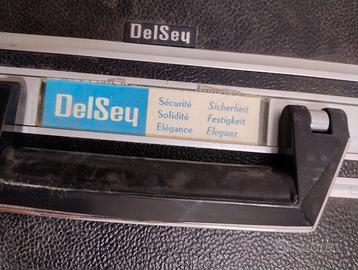 DelSey
DelSey
Sécurité Sicherheit
Solidité Festigkeit
Elégance Eleganz